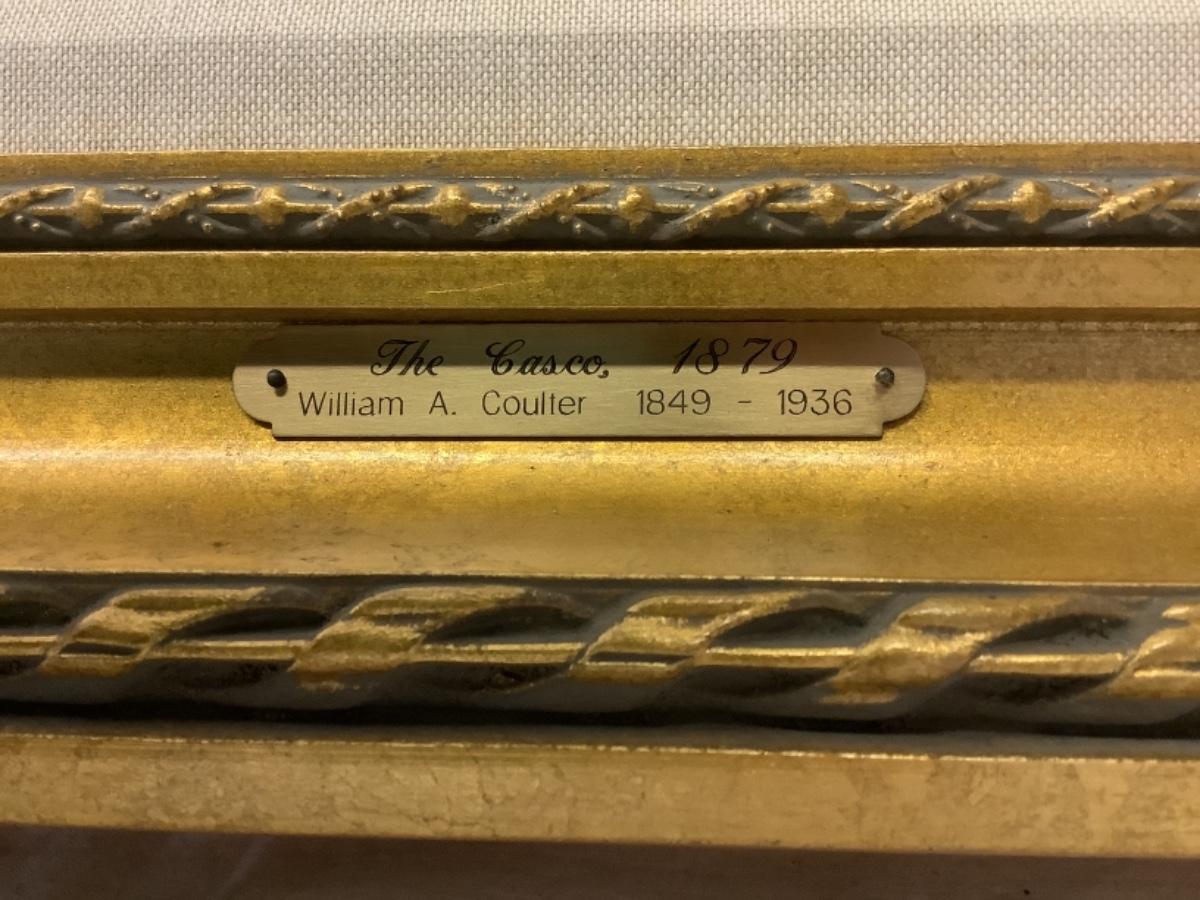 The Casco, 1879
William A. Coulter 1849 - 1936